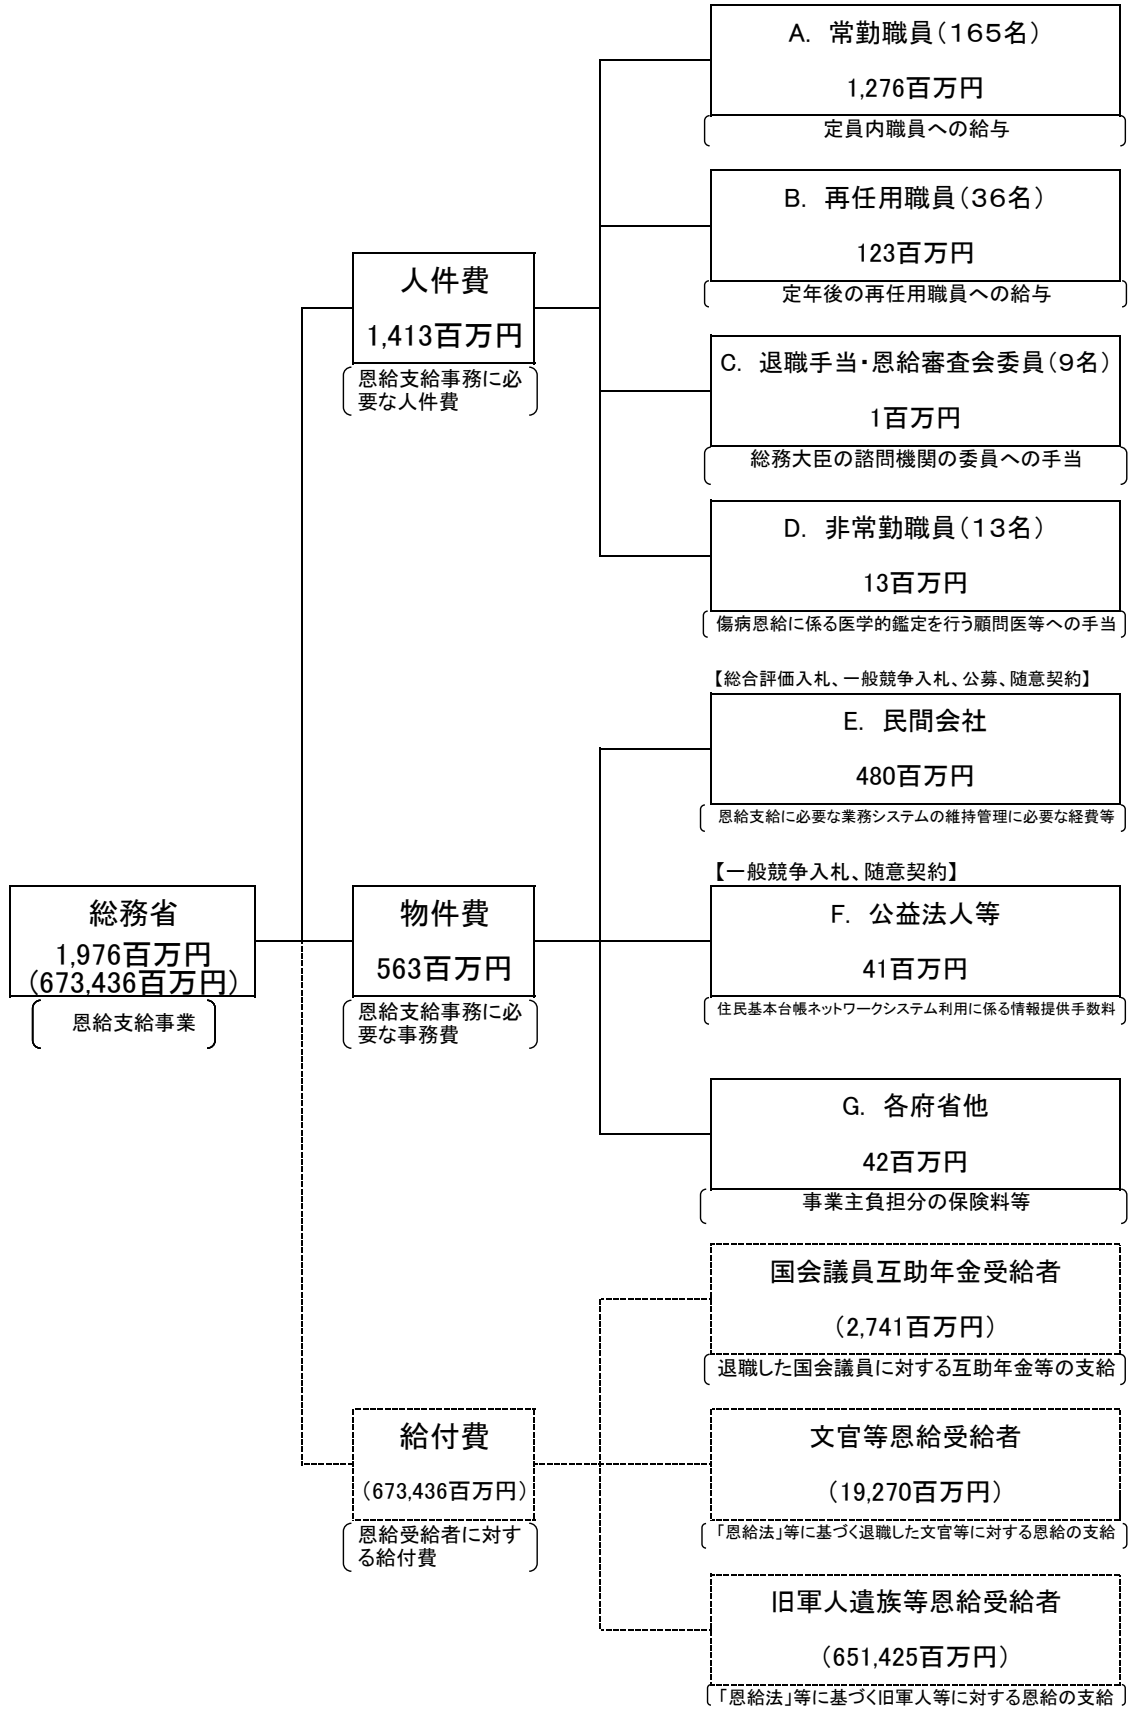 総務省
1,976百万円
(673,436百万円)
恩給支給事業
人件費
1,413百万円
恩給支給事務に必
要な人件費
A. 常勤職員(165名)
1,276百万円
定員内職員への給与
B. 再任用職員(36名)
123百万円
定年後の再任用職員への給与
C. 退職手当・恩給審査会委員(9名)
1百万円
総務大臣の諮問機関の委員への手当
D. 非常勤職員(13名)
13百万円
傷病恩給に係る医学的鑑定を行う顧問医等への手当
物件費
563百万円
恩給支給事務に必
要な事務費
【総合評価入札、一般競争入札、公募、随意契約】
E. 民間会社
480百万円
恩給支給に必要な業務システムの維持管理に必要な経費等
【一般競争入札、随意契約】
F. 公益法人等
41百万円
住民基本台帳ネットワークシステム利用に係る情報提供手数料
G. 各府省他
42百万円
事業主負担分の保険料等
給付費
(673,436百万円)
恩給受給者に対す
る給付費
国会議員互助年金受給者
(2,741百万円)
退職した国会議員に対する互助年金等の支給
文官等恩給受給者
(19,270百万円)
「恩給法」等に基づく退職した文官等に対する恩給の支給
旧軍人遺族等恩給受給者
(651,425百万円)
「恩給法」等に基づく旧軍人等に対する恩給の支給